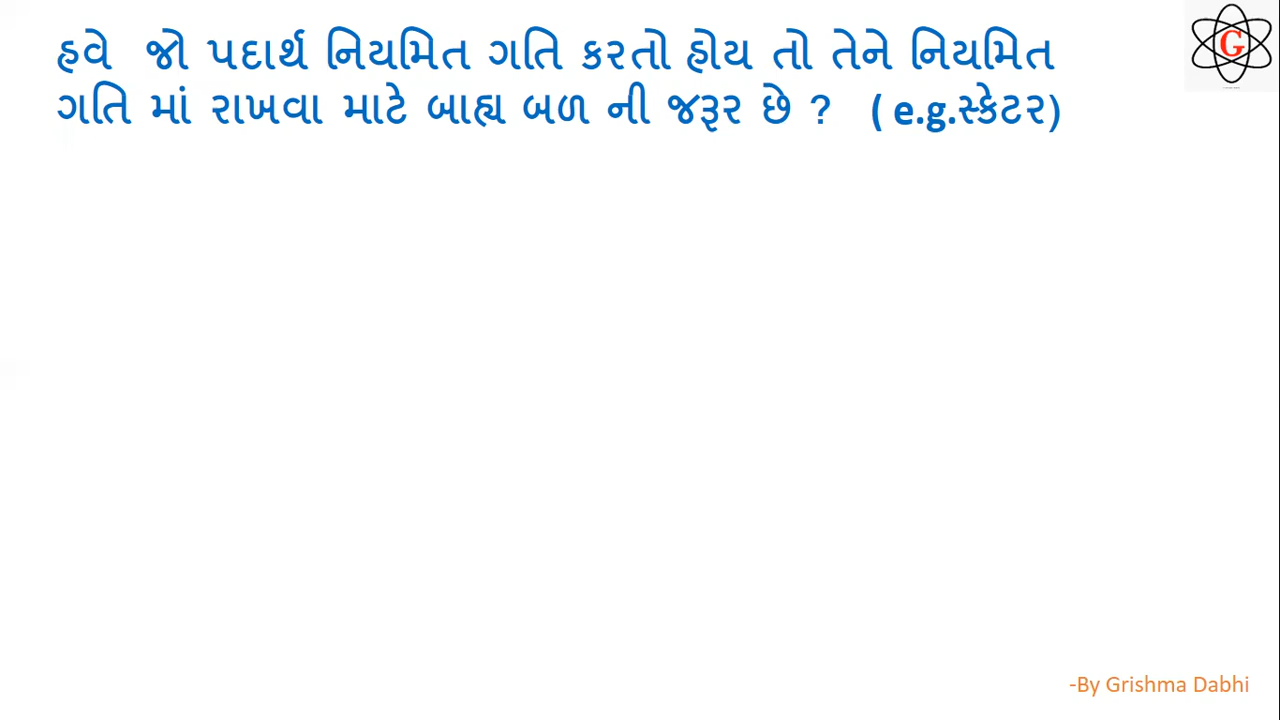 હવે જો પદાર્થ નિયમિત ગતિ કરતો હોય તો તેને નિયમિત
ગતિ માં રાખવા માટે બાહ્ય બળ ની જરૂર છે ? ( e.g.સ્કેટર)
G
-By Grishma Dabhi